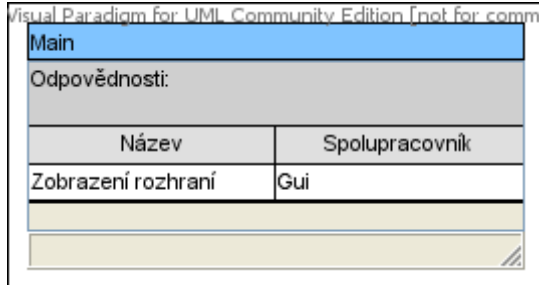 Visual Paradigm for UML Community Edition [not for comm
Main
Odpovědnosti:
Název Spolupracovník
Zobrazení rozhraní Gui